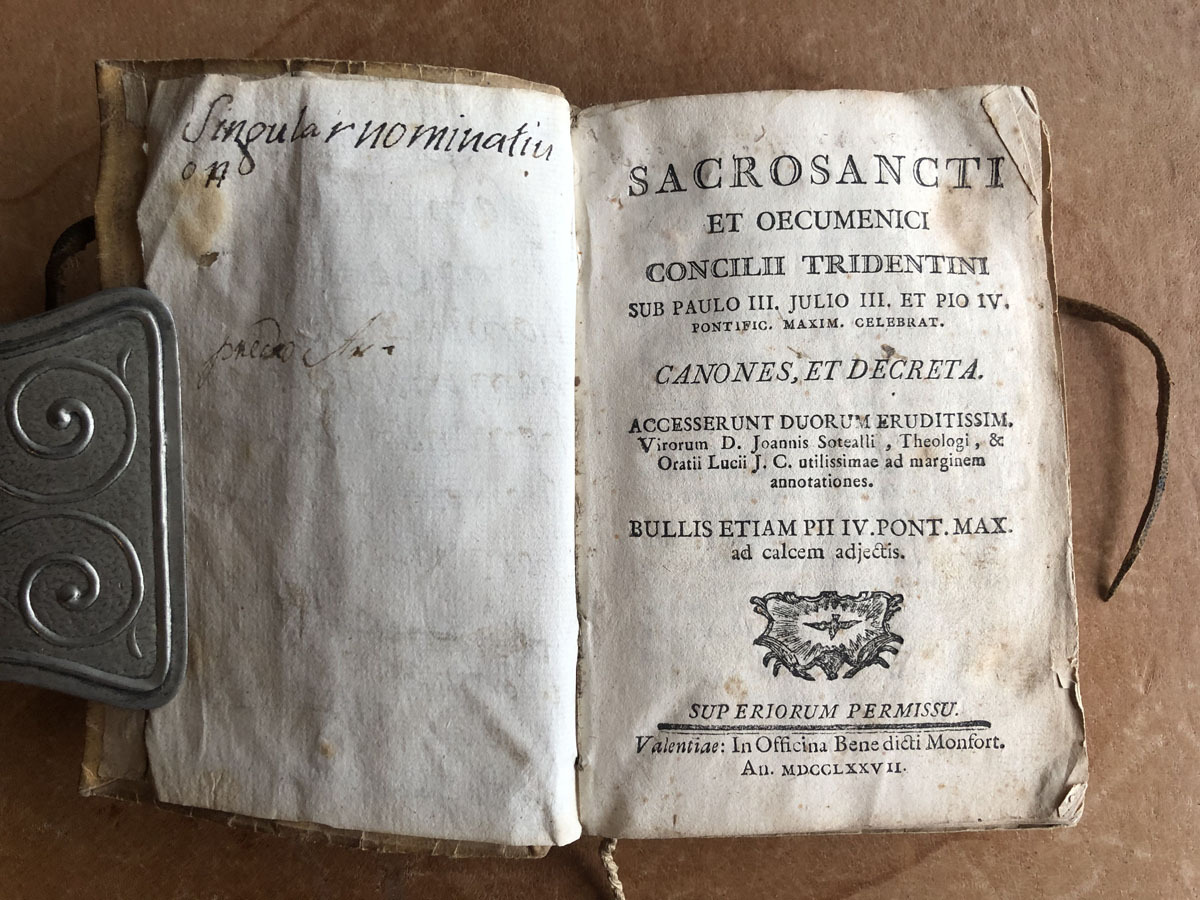 Singular nominatiu
SACROSANCTI
ET OECUMENICI
CONCILII TRIDENTINI
SUB PAULO III. JULIO III. ET PIO IV.
PONTIFIC. MAXIM. CELEBRAT.
CANONES, ET DECRETA.
ACCESSERUNT DUORUM ERUDITISSIM.
Virorum D. Joannis Sotealli, Theologi, &
Oratii Lucii J. C. utilissimae ad marginem
annotationes.
BULLIS ETIAM PII IV. PONT. MAX.
ad calcem adjectis.
SUPERIORUM PERMISSU.
Valentiae: In Officina Benedicti Monfort.
An. MDCCLXXVII.